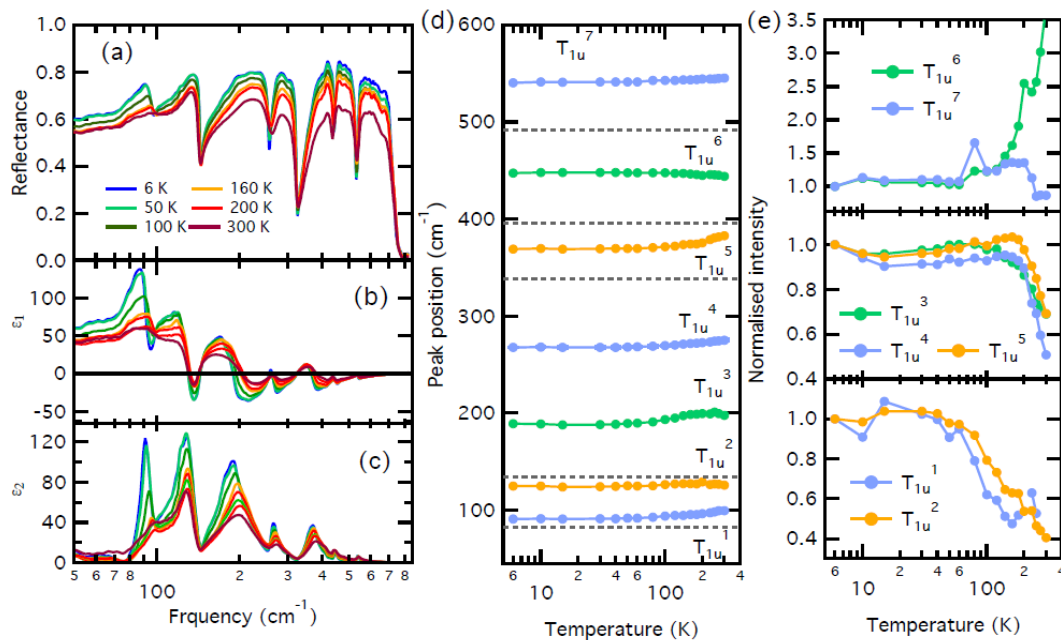 (a)
Reflectance
1.0
0.8
0.6
0.4
0.2
0.0
6 K
50 K
100 K
160 K
200 K
300 K
(b)
ε1
100
50
0
-50
(c)
ε2
120
80
40
0
5 6 7 8 2 3 4 5 6 7 8
100
Frquency (cm-1)
(d)
Peak position (cm-1)
600
500
400
300
200
100
T1u7
T1u6
T1u5
T1u4
T1u3
T1u2
T1u1
6 2 4 6 2 4
10 100
Temperature (K)
(e)
Normalised intensity
3.5
3.0
2.5
2.0
1.5
1.0
T1u6
T1u7
1.0
0.8
0.6
0.4
T1u3
T1u4 T1u5
1.0
0.8
0.6
0.4
T1u1
T1u2
6 2 4 6 2 4
10 100
Temperature (K)